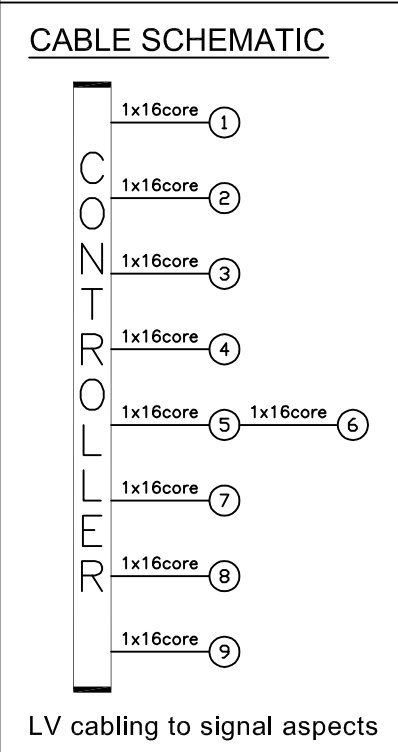 CABLE SCHEMATIC
CONTROLLER
1x16core 1
1x16core 2
1x16core 3
1x16core 4
1x16core 5 1x16core 6
1x16core 7
1x16core 8
1x16core 9
LV cabling to signal aspects